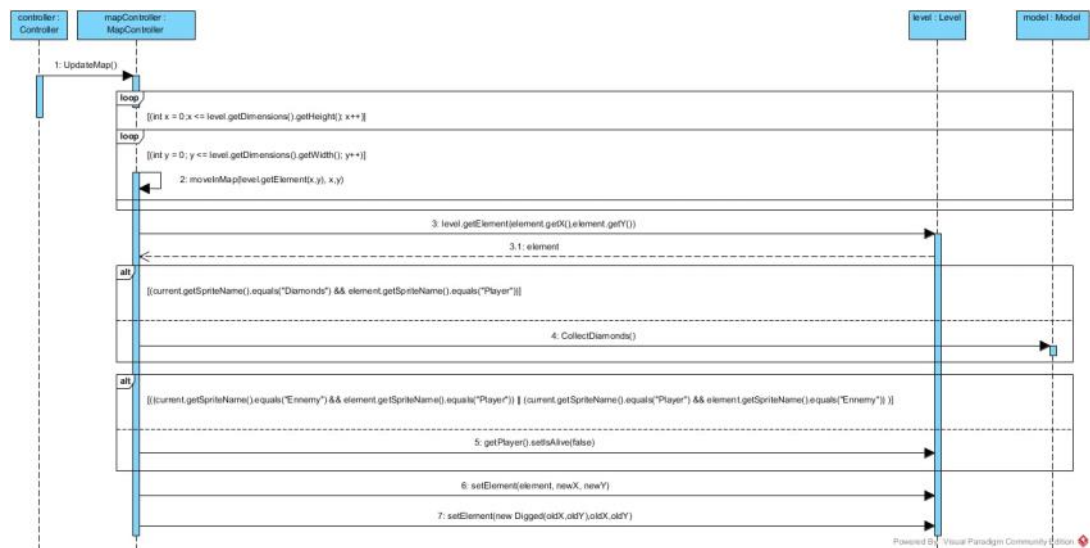 controller :
Controller
mapController :
MapController
level : Level
model : Model
1: UpdateMap()
loop
[(int x = 0;x <= level.getDimensions().getHeight(); x++)]
loop
[(int y = 0; y <= level.getDimensions().getWidth(); y++)]
2: moveInMap(level.getElement(x,y), x,y)
3: level.getElement(element.getX(),element.getY())
3.1: element
alt
[(current.getSpriteName().equals("Diamonds") && element.getSpriteName().equals("Player"))]
4: CollectDiamonds()
alt
[((current.getSpriteName().equals("Ennemy") && element.getSpriteName().equals("Player")) || (current.getSpriteName().equals("Player") && element.getSpriteName().equals("Ennemy")) )]
5: getPlayer().setIsAlive(false)
6: setElement(element, newX, newY)
7: setElement(new Digged(oldX,oldY),oldX,oldY)
Powered By Visual Paradigm Community Edition